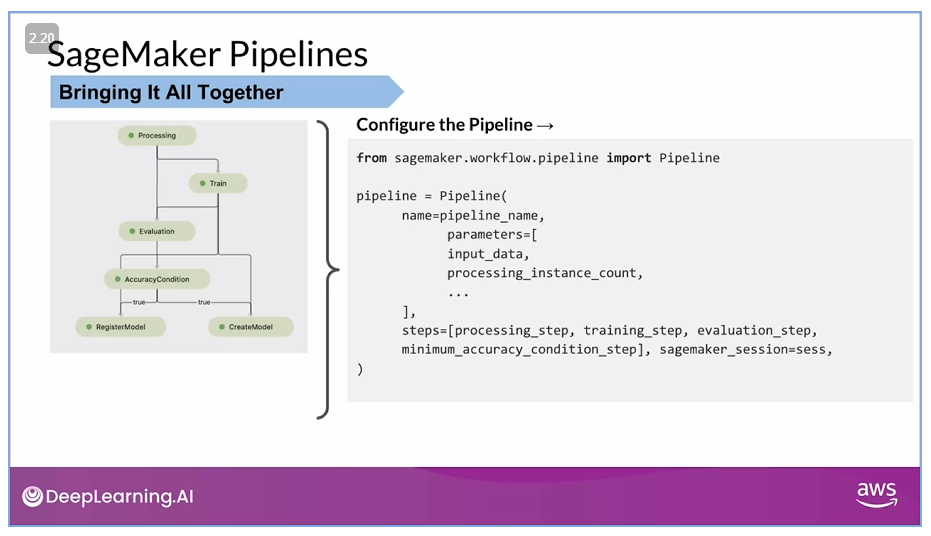 2.20
SageMaker Pipelines
Bringing It All Together
Processing
Train
Evaluation
AccuracyCondition
true
true
RegisterModel
CreateModel
Configure the Pipeline →
from sagemaker.workflow.pipeline import Pipeline
pipeline = Pipeline(
name=pipeline_name,
parameters=[
input_data,
processing_instance_count,
...
],
steps=[processing_step, training_step, evaluation_step,
minimum_accuracy_condition_step], sagemaker_session=sess,
)
DeepLearning.AI
aws